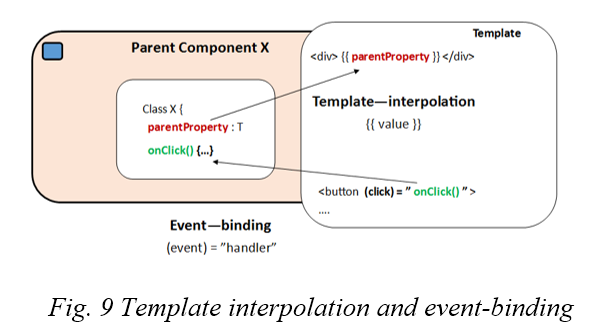 Template
Parent Component X
<div> {{ parentProperty }} </div>
Class X {
parentProperty : T
onClick() {...}
Template—interpolation
{{ value }}
<button (click) = ” onClick() ” >
....
Event—binding
(event) = ”handler”
Fig. 9 Template interpolation and event-binding